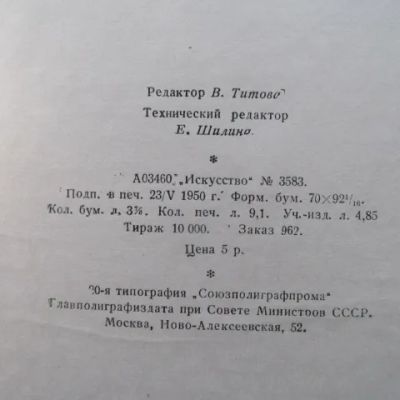 Редактор В. Титова
Технический редактор
Е. Шилина
*
А03460. „Искусство“ № 3583.
Подп. в печ. 23/V 1950 г. Форм. бум. 70×92¹/₁₆.
Кол. бум. л. 3⅞. Кол. печ. л. 9,1. Уч.-изд. л. 4,85
Тираж 10 000. Заказ 962.
Цена 5 р.
*
20-я типография „Союзполиграфпрома“
Главполиграфиздата при Совете Министров СССР.
Москва, Ново-Алексеевская, 52.